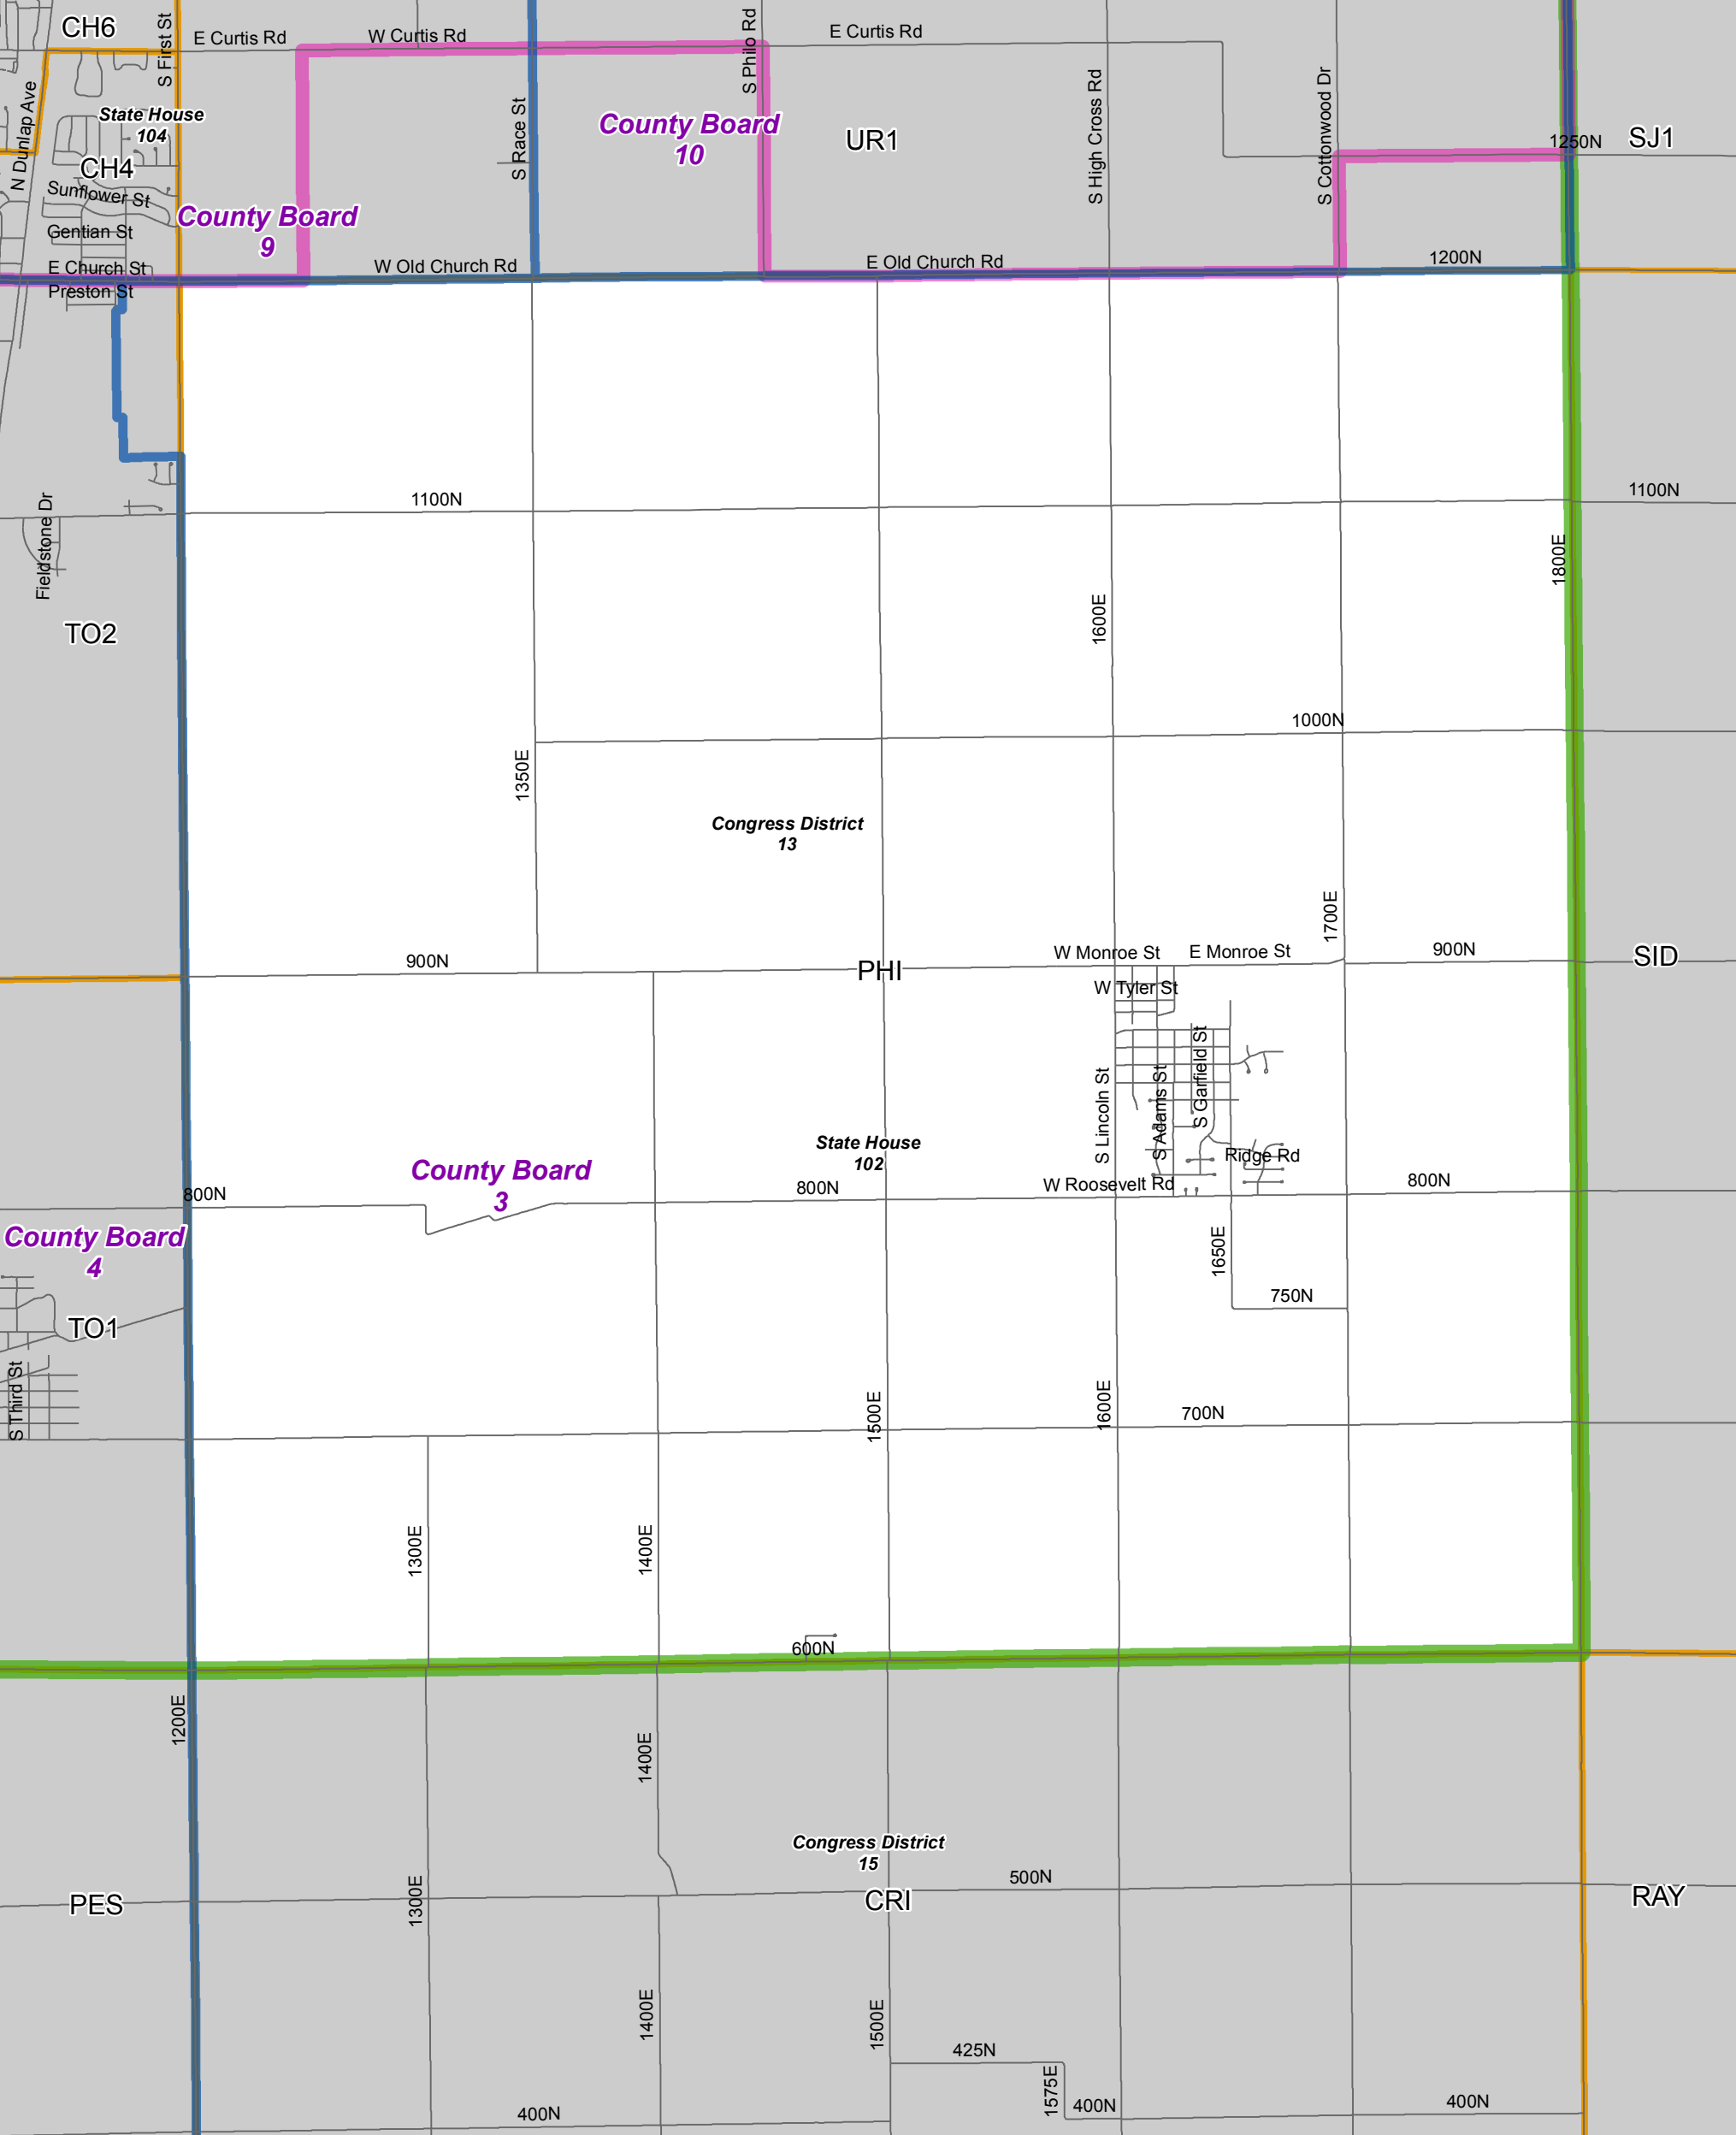 CH6
S First St
E Curtis Rd
W Curtis Rd
S Philo Rd
E Curtis Rd
N Dunlap Ave
State House
104
CH4
S Race St
County Board
10
UR1
S High Cross Rd
S Cottonwood Dr
1250N
SJ1
Sunflower St
County Board
9
Gentian St
E Church St
W Old Church Rd
E Old Church Rd
1200N
Preston St
Fieldstone Dr
1100N
1100N
1800E
TO2
1600E
1000N
1350E
Congress District
13
1700E
900N
PHI
W Monroe St
E Monroe St
900N
SID
W Tyler St
S Garfield St
S Lincoln St
S Adams St
State House
102
Ridge Rd
County Board
3
800N
800N
W Roosevelt Rd
800N
County Board
4
1650E
750N
TO1
S Third St
1500E
1600E
700N
1300E
1400E
600N
1200E
1400E
Congress District
15
500N
PES
1300E
CRI
RAY
1400E
1500E
425N
1575E
400N
400N
400N